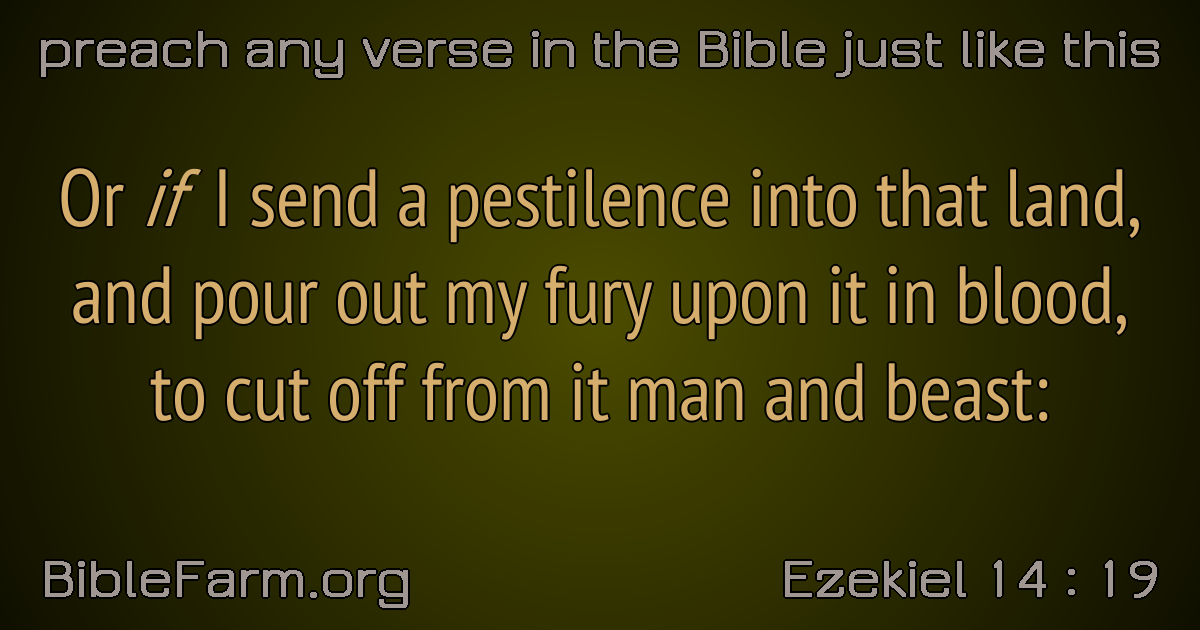 preach any verse in the Bible just like this
Or if I send a pestilence into that land,
and pour out my fury upon it in blood,
to cut off from it man and beast:
BibleFarm.org
Ezekiel 14 : 19